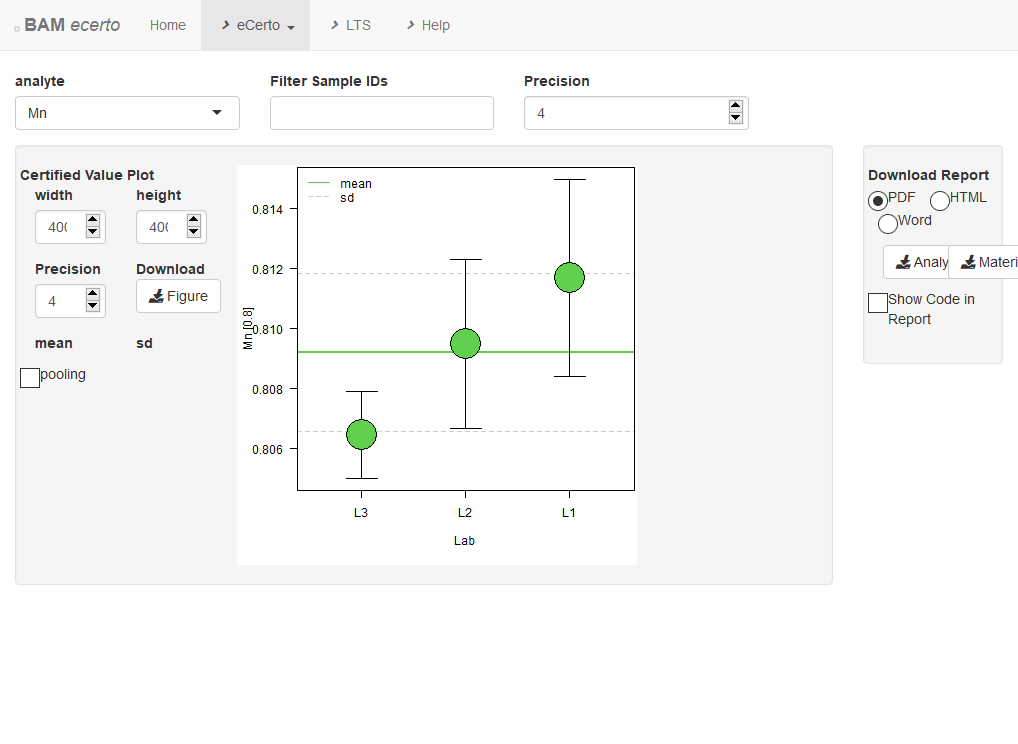 BAM ecerto Home eCerto LTS Help
analyte Filter Sample IDs Precision
Mn 4
Certified Value Plot
width height
400 400
Precision Download
4 Figure
mean sd
pooling
mean
sd
0.814
0.812
0.810
0.808
0.806
Mn [0.8]
L3 L2 L1
Lab
Download Report
PDF HTML
Word
Analy Materi
Show Code in
Report